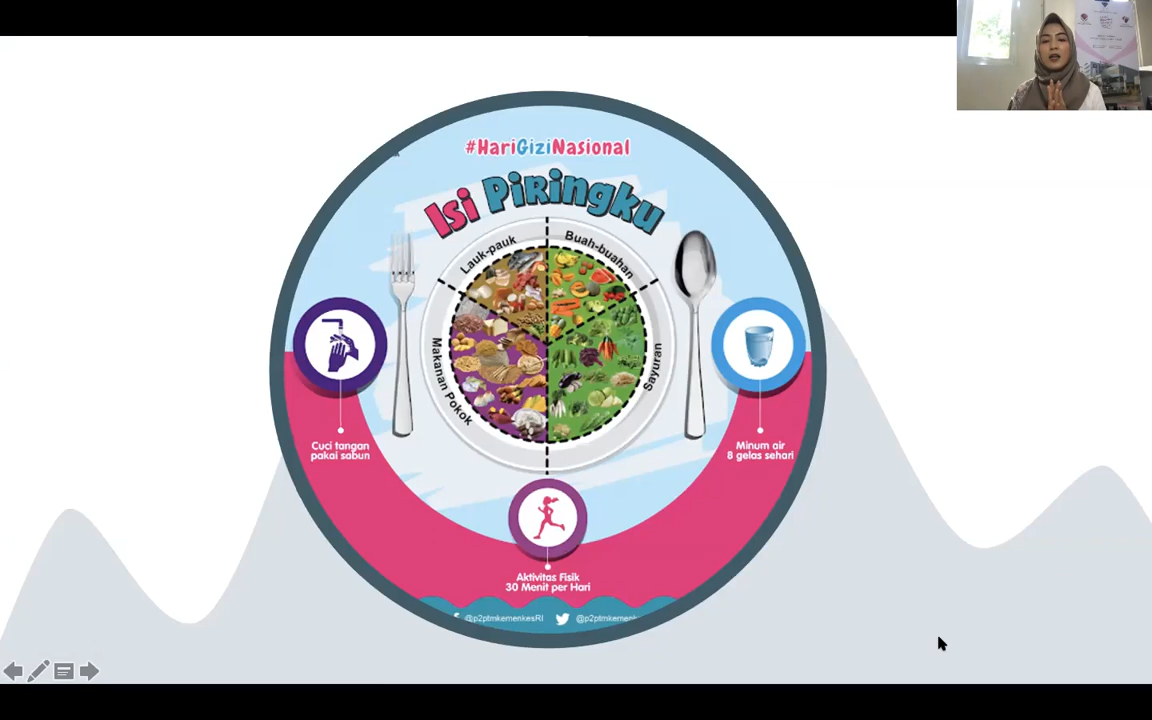 #HariGiziNasional
Isi Piringku
Lauk-pauk
Buah-buahan
Makanan Pokok
Sayuran
Cuci tangan
pakai sabun
Minum air
8 gelas sehari
Aktivitas Fisik
30 Menit per Hari
@p2ptmkemenkesRI